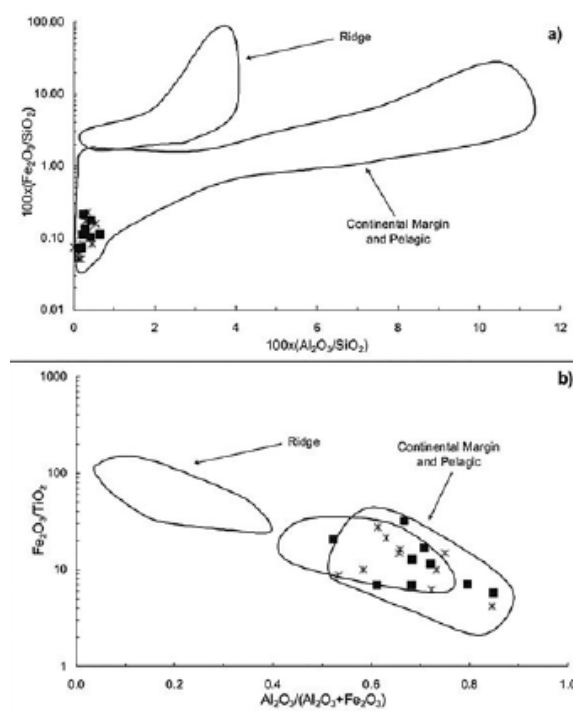 a)
100.00
10.00
1.00
0.10
0.01
100x(Fe₂O₃/SiO₂)
Ridge
Continental Margin
and Pelagic
0
2
4
6
8
10
12
100x(Al₂O₃/SiO₂)
b)
1000
100
10
1
Fe₂O₃/TiO₂
Ridge
Continental Margin
and Pelagic
0.0
0.2
0.4
0.6
0.8
1.0
Al₂O₃/(Al₂O₃+Fe₂O₃)